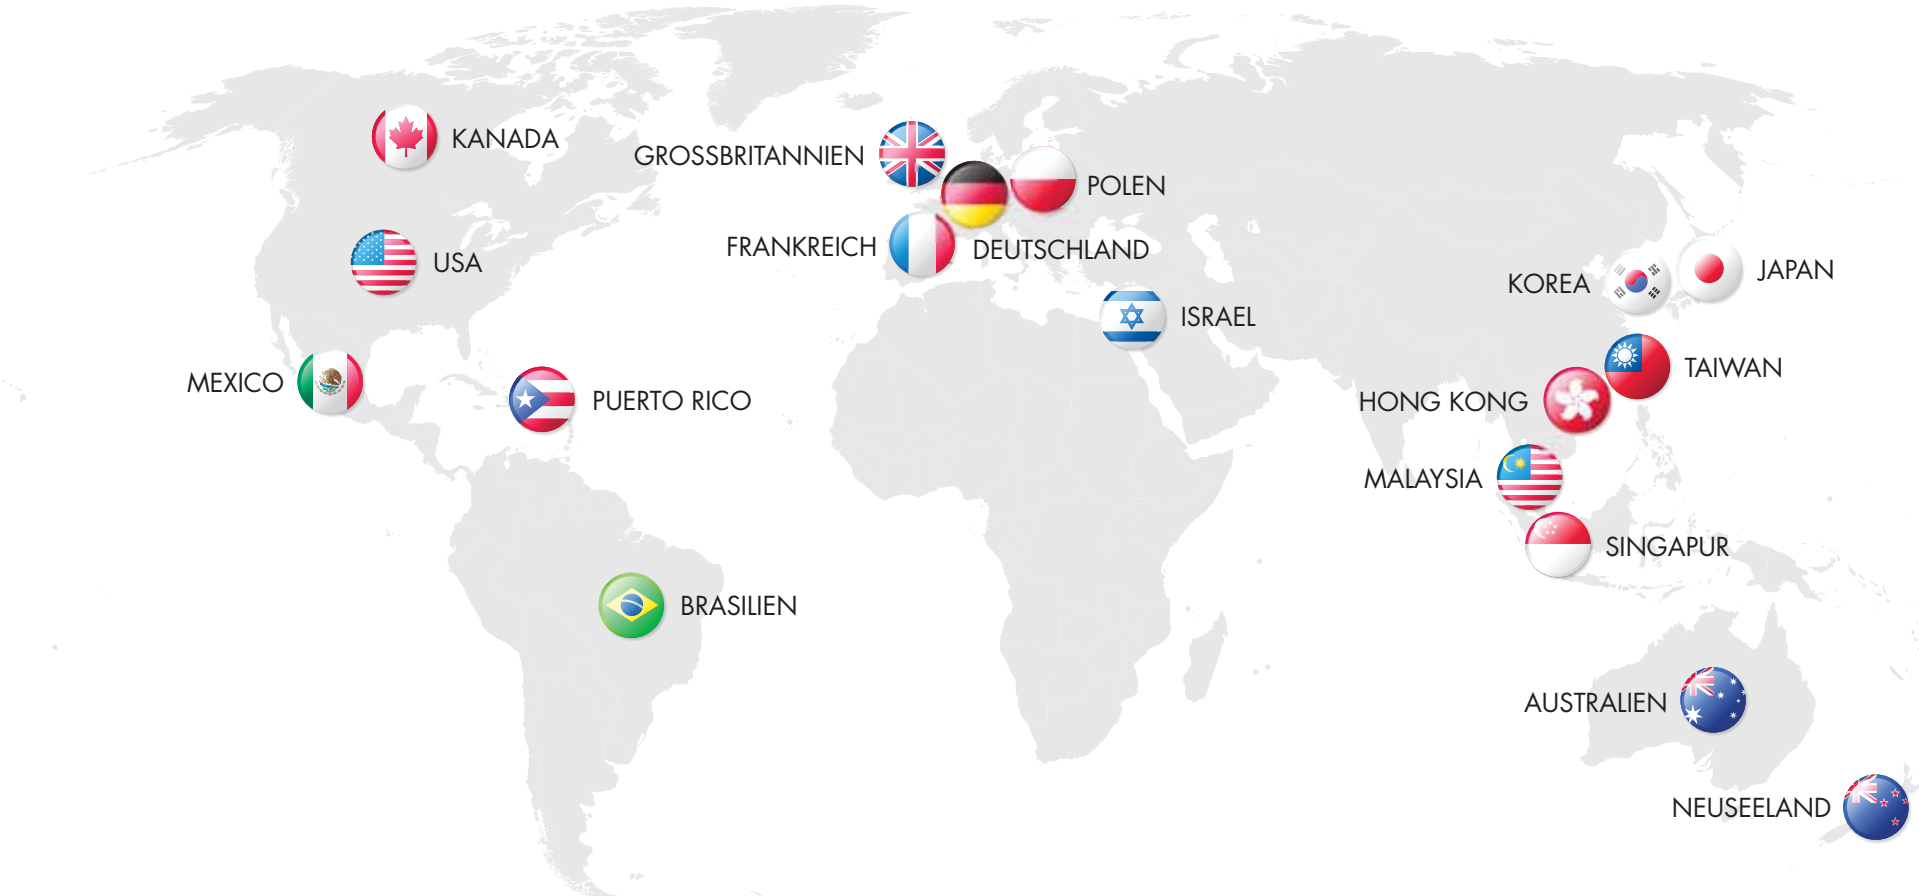 KANADA
GROSSBRITANNIEN
POLEN
FRANKREICH
DEUTSCHLAND
USA
KOREA
JAPAN
ISRAEL
TAIWAN
MEXICO
PUERTO RICO
HONG KONG
MALAYSIA
SINGAPUR
BRASILIEN
AUSTRALIEN
NEUSEELAND